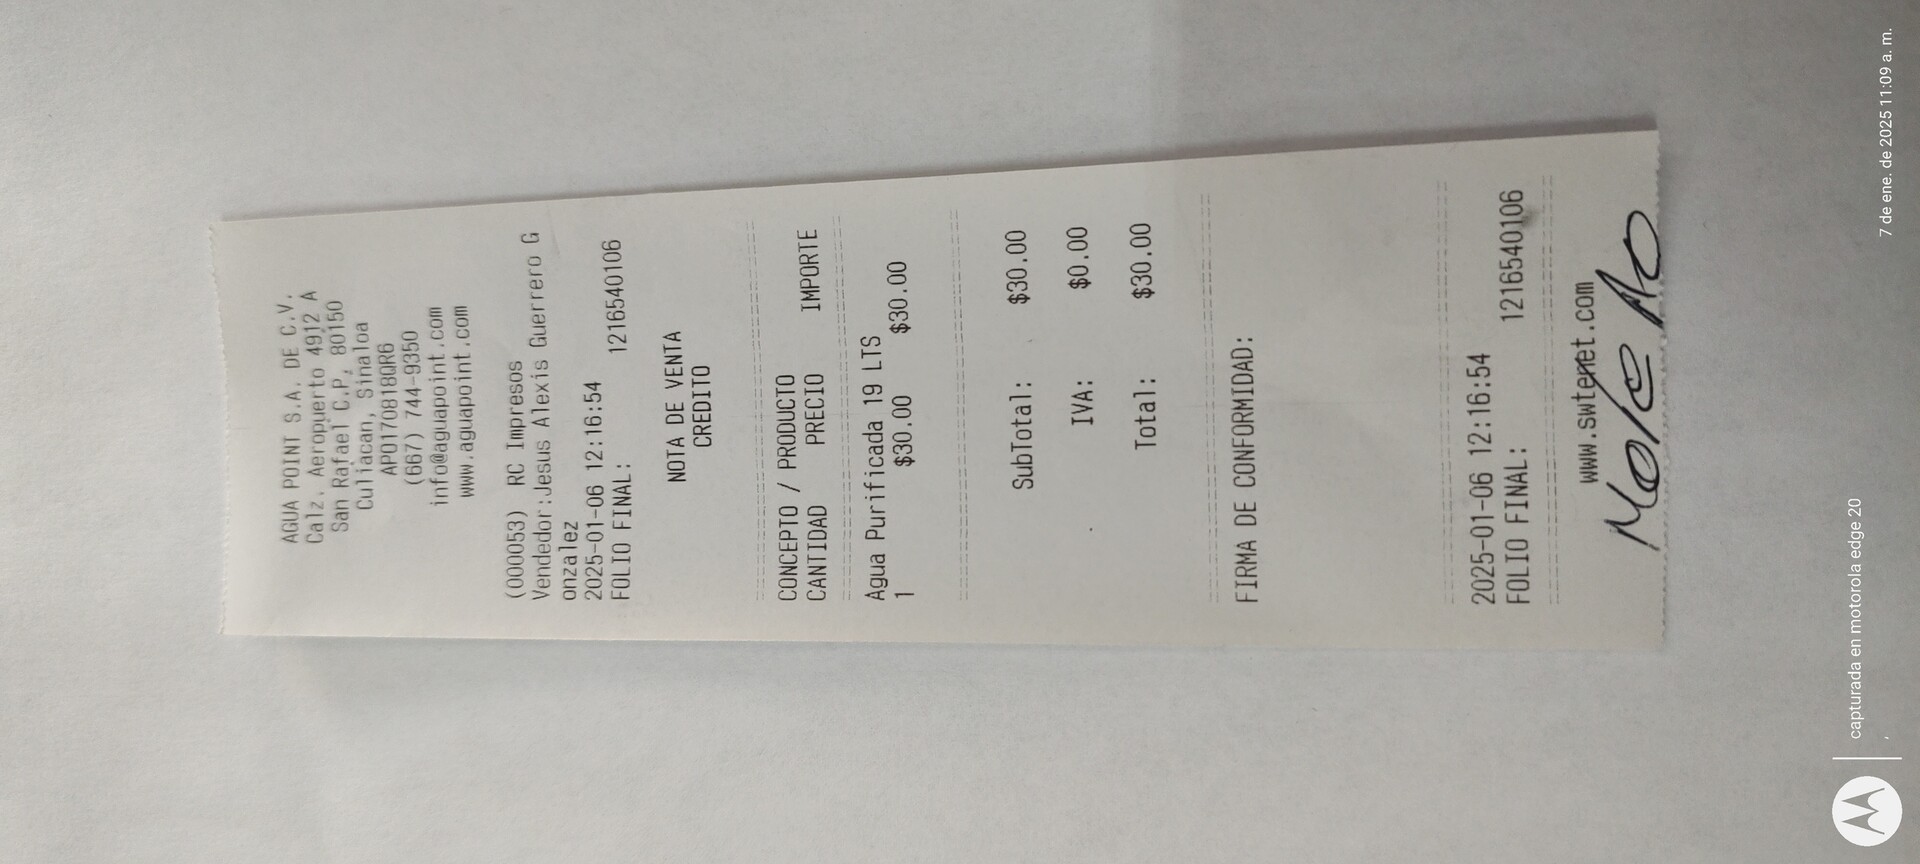 AGUA POINT S.A. DE C.V.
Calz. Aeropuerto 4912 A
San Rafael C.P, 80150
Culiacan, Sinaloa
APO170818QR6
(667) 744-9350
info@aguapoint.com
www.aguapoint.com
(000053) RC Impresos
Vendedor:Jesus Alexis Guerrero G
onzalez
2025-01-06 12:16:54
FOLIO FINAL: 1216540106
NOTA DE VENTA
CREDITO
CONCEPTO / PRODUCTO
CANTIDAD PRECIO IMPORTE
Agua Purificada 19 LTS
1 $30.00 $30.00
SubTotal: $30.00
IVA: $0.00
Total: $30.00
FIRMA DE CONFORMIDAD:
2025-01-06 12:16:54
FOLIO FINAL: 1216540106
www.swtenet.com
capturada en motorola edge 20
7 de ene. de 2025 11:09 a. m.